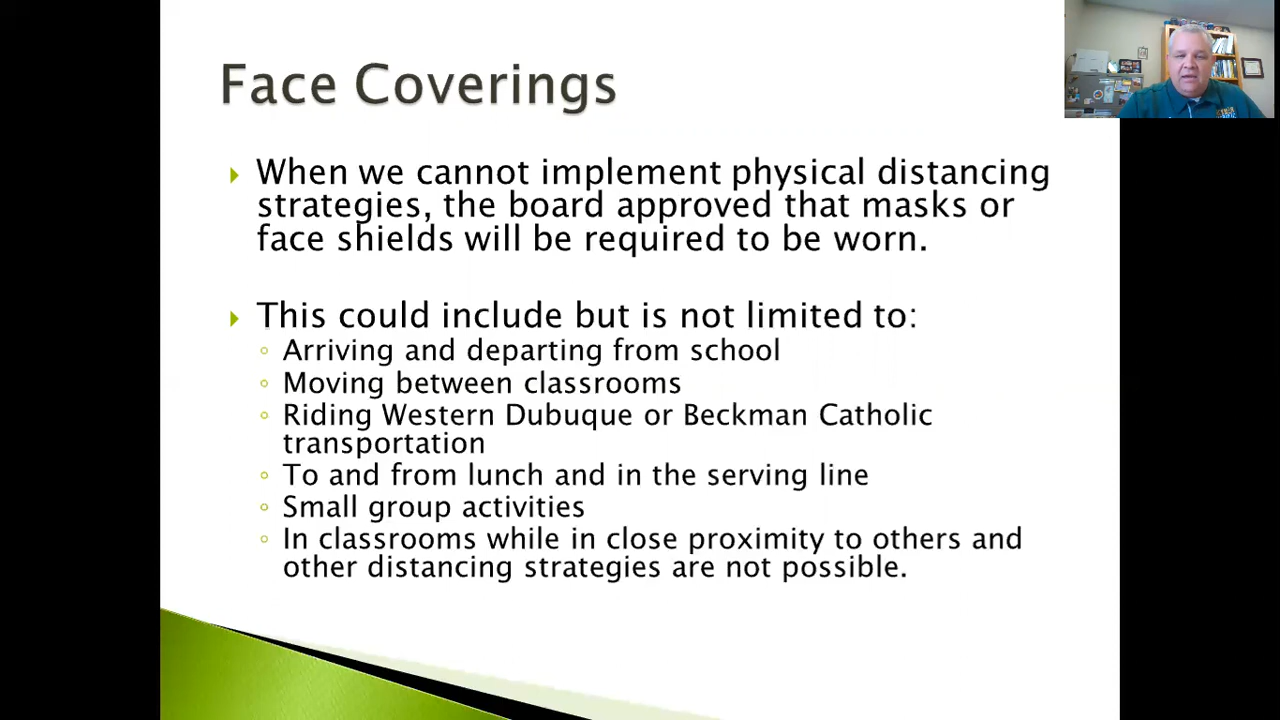 Face Coverings
When we cannot implement physical distancing
strategies, the board approved that masks or
face shields will be required to be worn.
This could include but is not limited to:
Arriving and departing from school
Moving between classrooms
Riding Western Dubuque or Beckman Catholic
transportation
To and from lunch and in the serving line
Small group activities
In classrooms while in close proximity to others and
other distancing strategies are not possible.